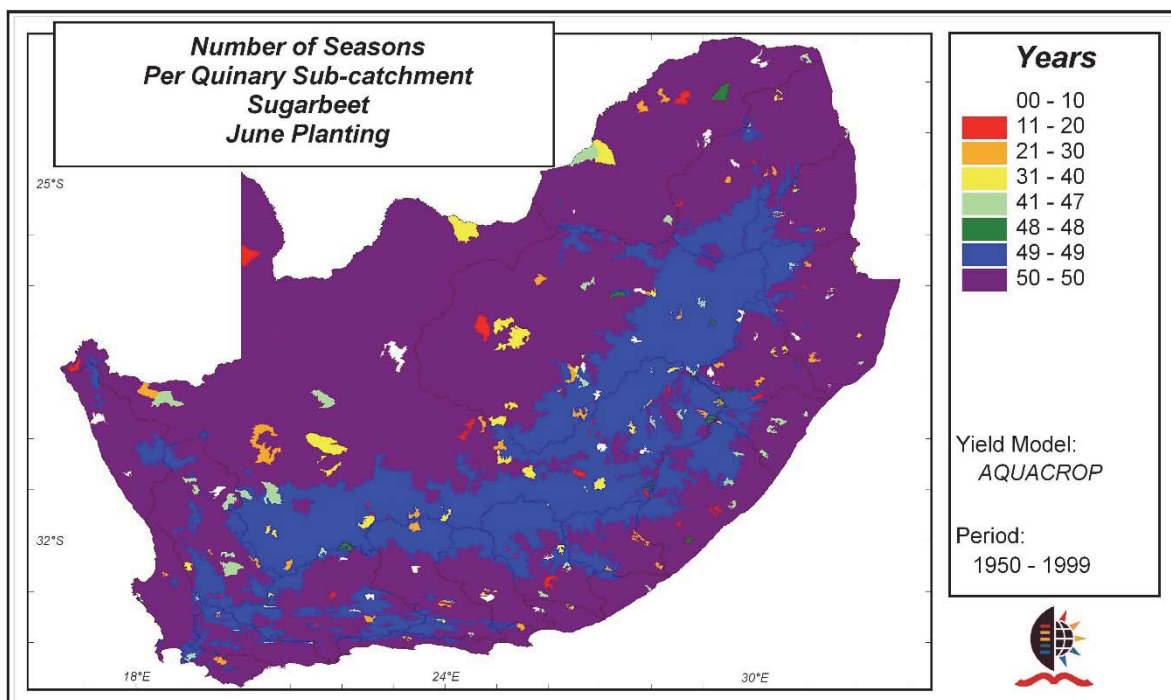 Number of Seasons
Per Quinary Sub-catchment
Sugarbeet
June Planting
Years
00 - 10
11 - 20
21 - 30
31 - 40
41 - 47
48 - 48
49 - 49
50 - 50
Yield Model:
AQUACROP
Period:
1950 - 1999
25°S
32°S
18°E
24°E
30°E